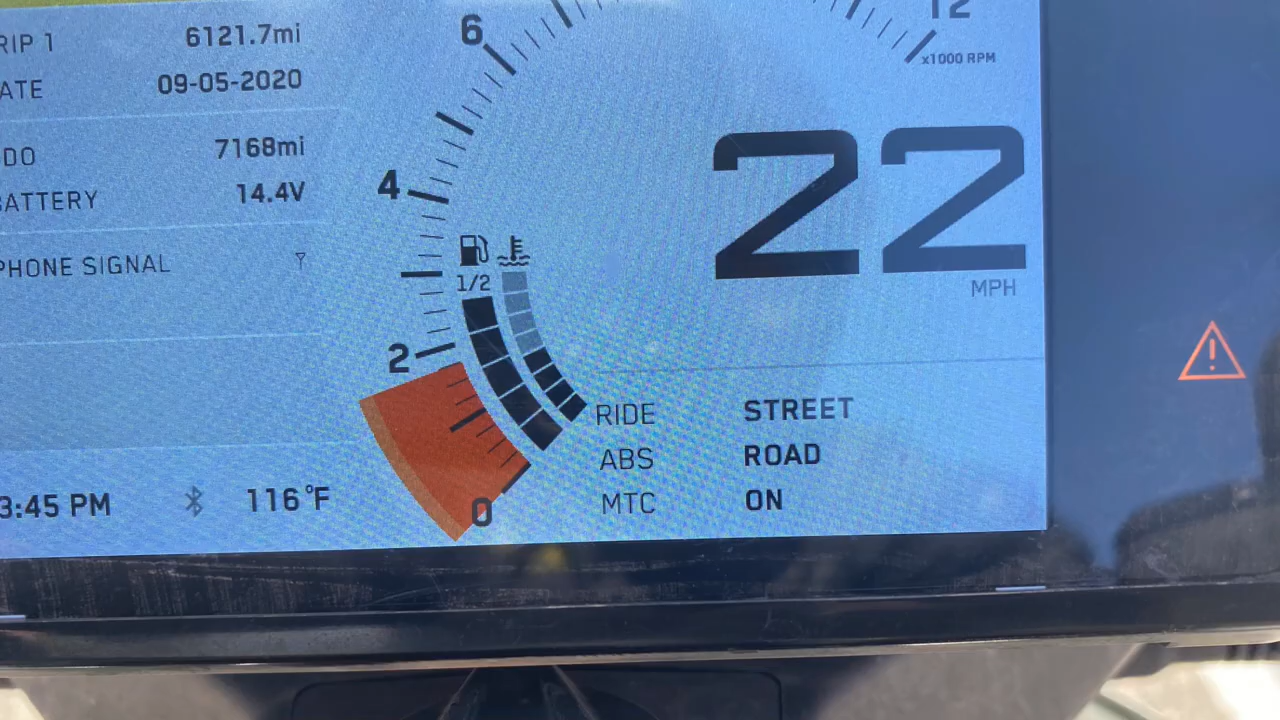 RIP 1 6121.7mi
ATE 09-05-2020
DO 7168mi
BATTERY 14.4V
PHONE SIGNAL
3:45 PM 116°F
6
4
2
0
12
x1000 RPM
1/2
22
MPH
RIDE STREET
ABS ROAD
MTC ON